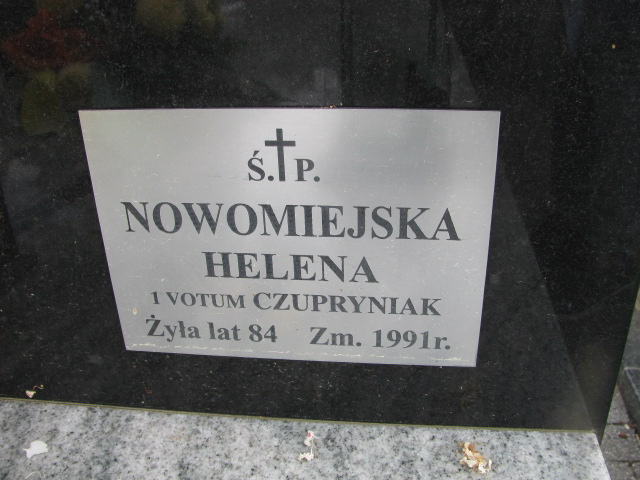 Ś.†P.
NOWOMIEJSKA
HELENA
1 VOTUM CZUPRYNIAK
Żyła lat 84 Zm. 1991r.